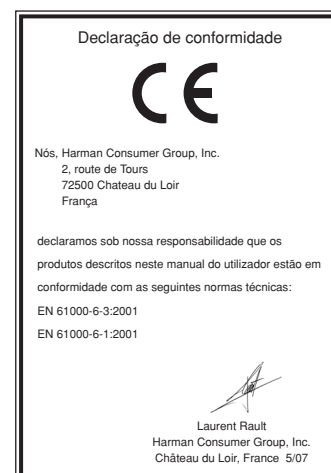 Declaração de conformidade
CE
Nós, Harman Consumer Group, Inc.
2, route de Tours
72500 Chateau du Loir
França
declaramos sob nossa responsabilidade que os
produtos descritos neste manual do utilizador estão em
conformidade com as seguintes normas técnicas:
EN 61000-6-3:2001
EN 61000-6-1:2001
Laurent Rault
Harman Consumer Group, Inc.
Château du Loir, France 5/07